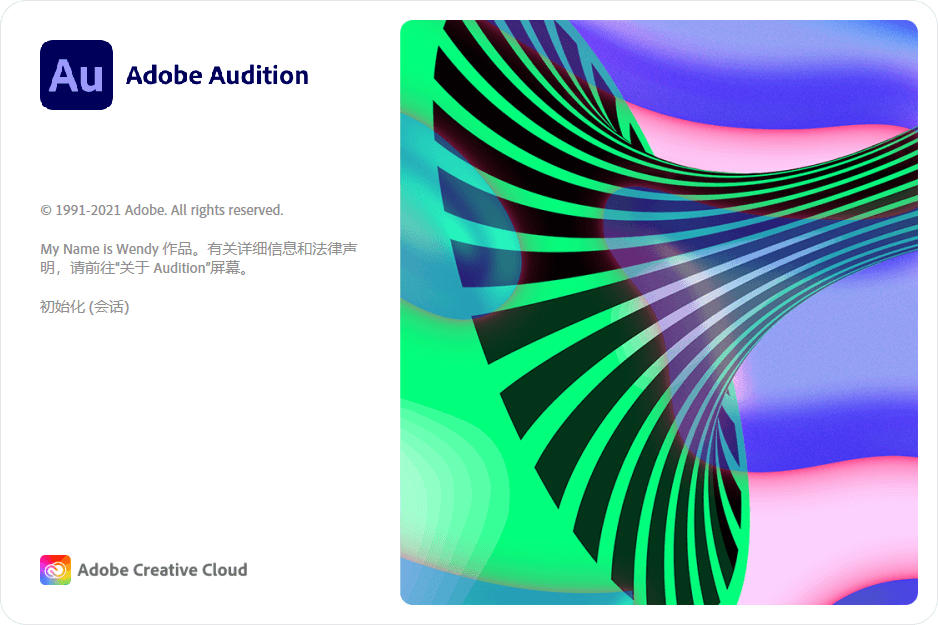 Au
Adobe Audition
© 1991-2021 Adobe. All rights reserved.
My Name is Wendy 作品。有关详细信息和法律声
明，请前往"关于 Audition"屏幕。
初始化 (会话)
Adobe Creative Cloud